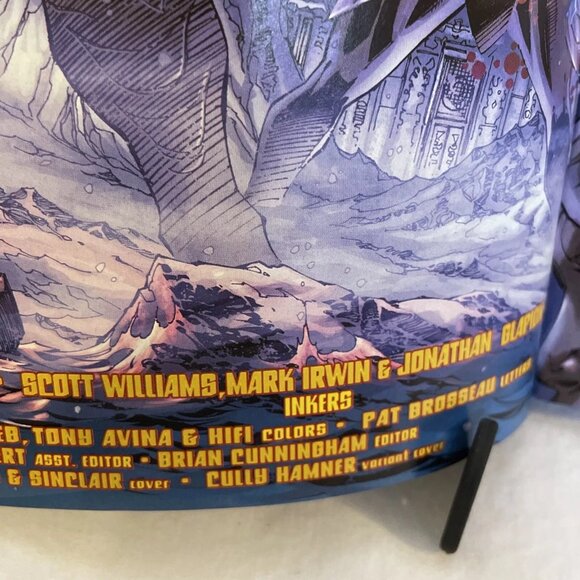 • SCOTT WILLIAMS, MARK IRWIN & JONATHAN
INKERS
TONY AVINA & HIFI COLORS • PAT BROSSEAU
ASST. EDITOR • BRIAN CUNNINGHAM EDITOR
& SINCLAIR COVER • CULLY HAMNER VARIANT COVER